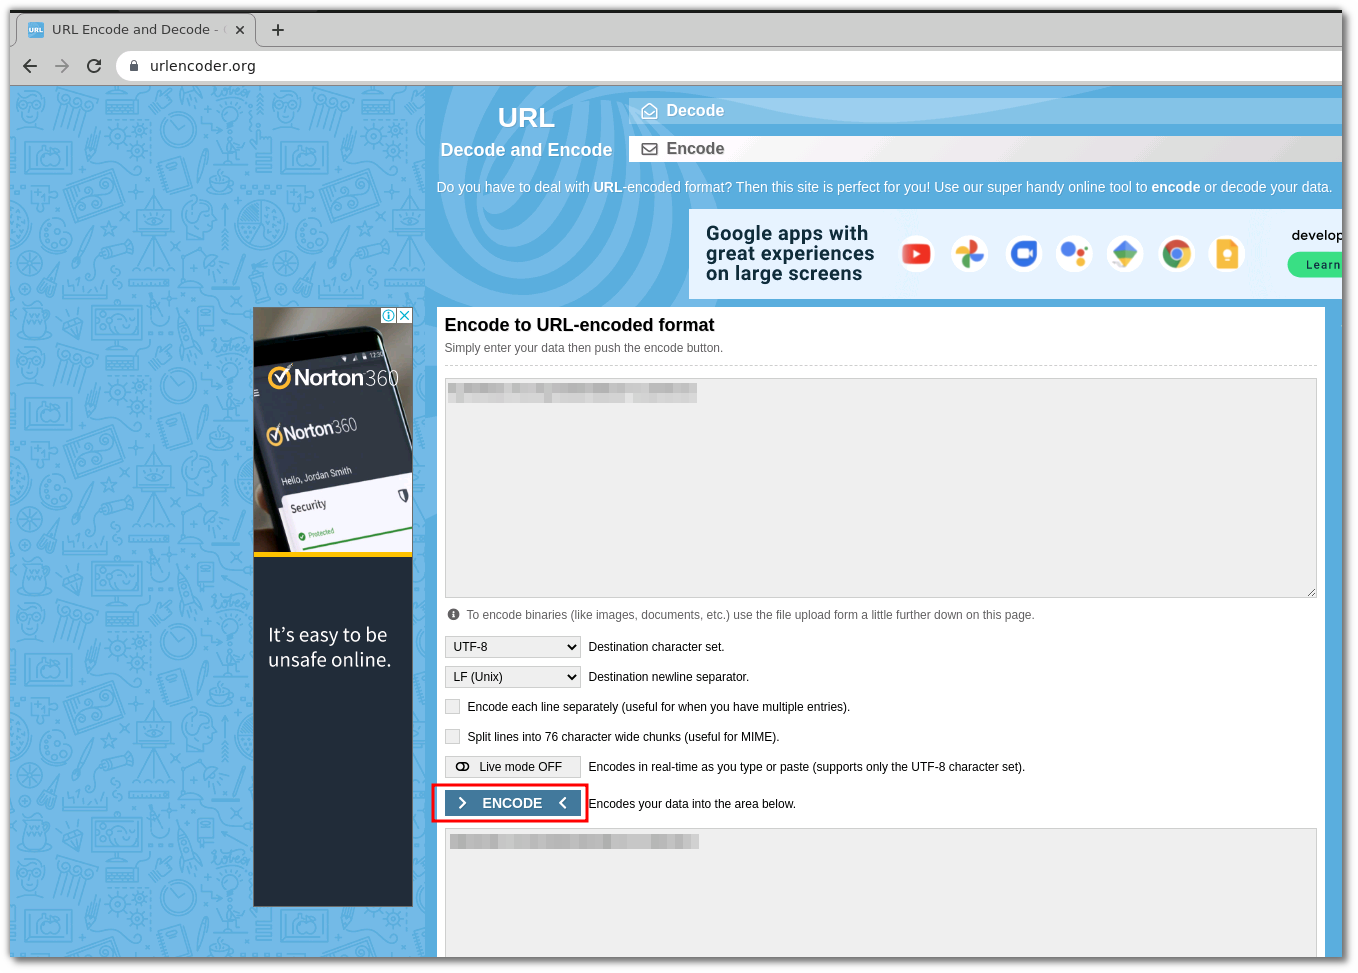 URL Encode and Decode -
urlencoder.org
URL
Decode and Encode
Decode
Encode
Do you have to deal with URL-encoded format? Then this site is perfect for you! Use our super handy online tool to encode or decode your data.
Google apps with
great experiences
on large screens
develop
Learn
Norton360
12:30
Norton360
Hello, Jordan Smith
Security
Protected
It's easy to be
unsafe online.
Encode to URL-encoded format
Simply enter your data then push the encode button.
To encode binaries (like images, documents, etc.) use the file upload form a little further down on this page.
UTF-8 Destination character set.
LF (Unix) Destination newline separator.
Encode each line separately (useful for when you have multiple entries).
Split lines into 76 character wide chunks (useful for MIME).
Live mode OFF Encodes in real-time as you type or paste (supports only the UTF-8 character set).
ENCODE Encodes your data into the area below.